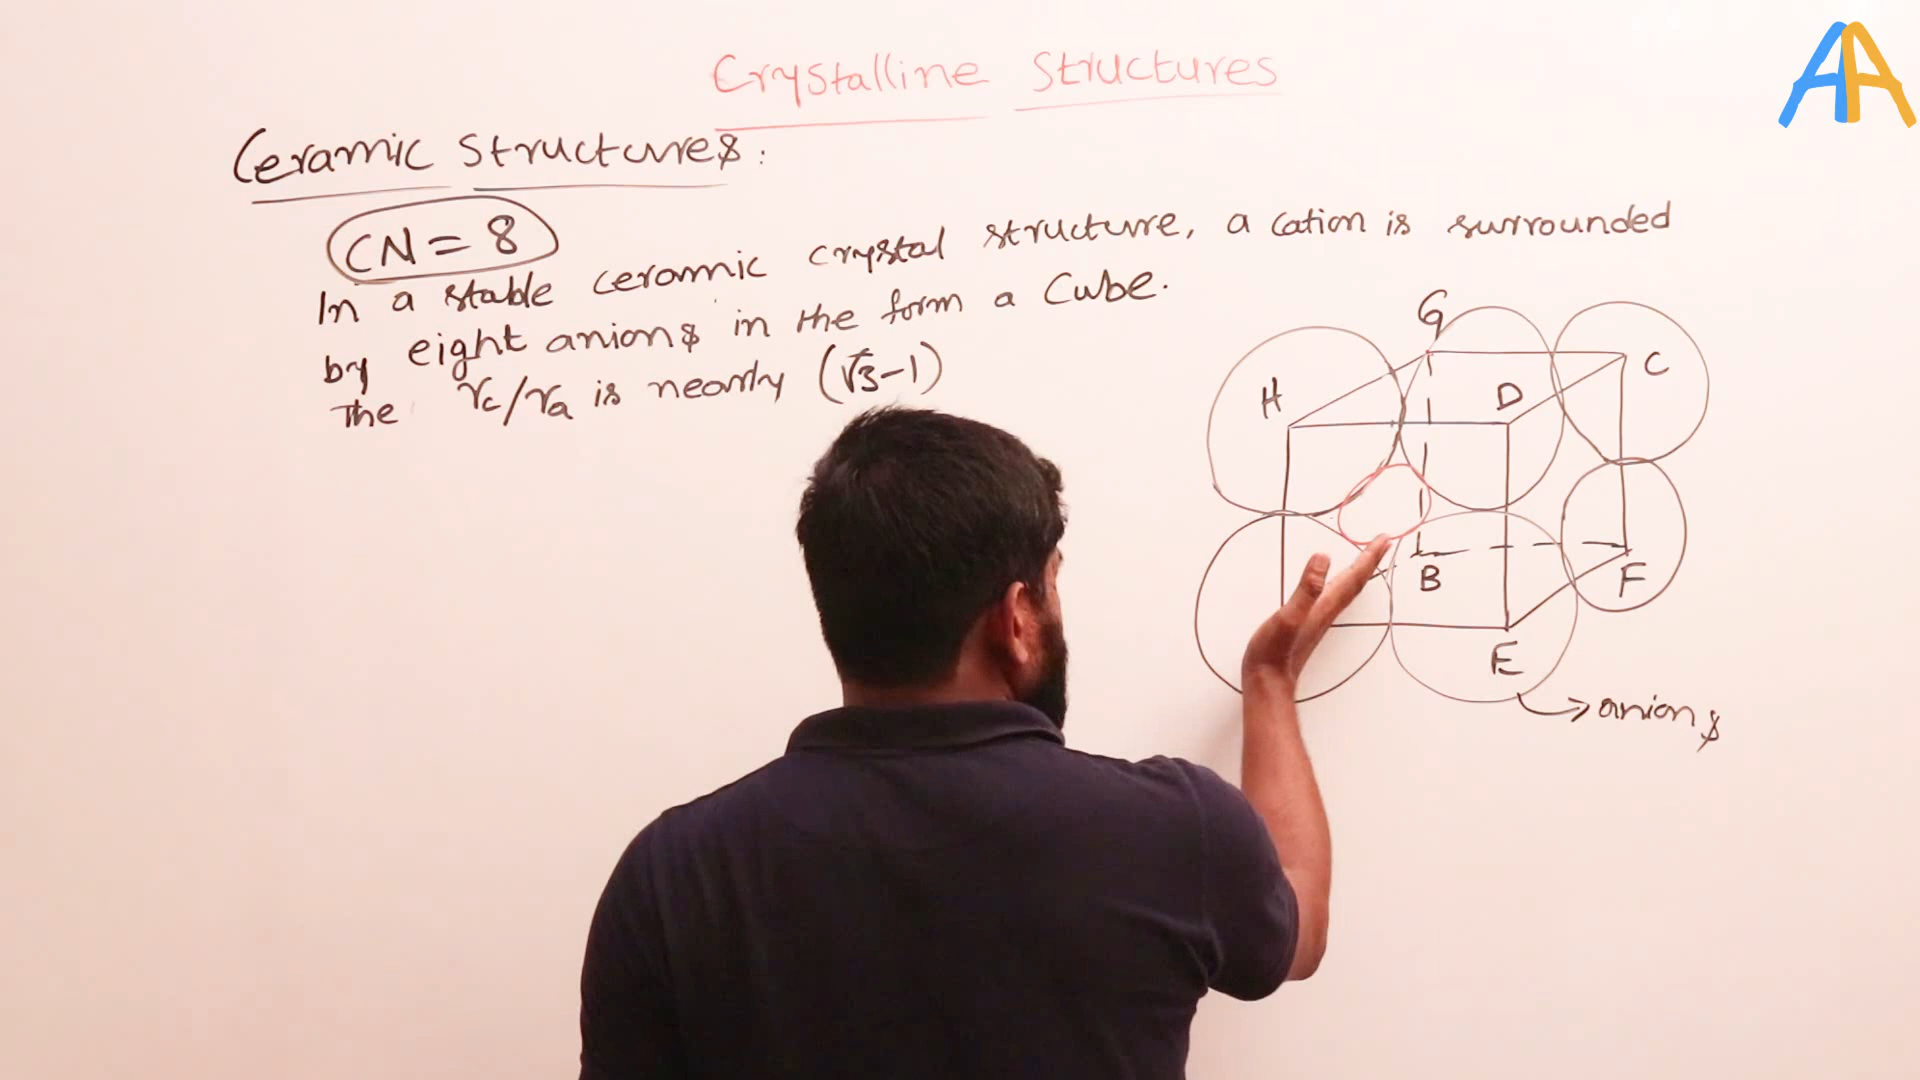 Crystalline Structures
AA
Ceramic Structures:
CN = 8
In a stable ceramic crystal structure, a cation is surrounded
by eight anions in the form a Cube.
The rc/ra is nearly (√3-1)
G
C
H
D
B
F
E
→ anions